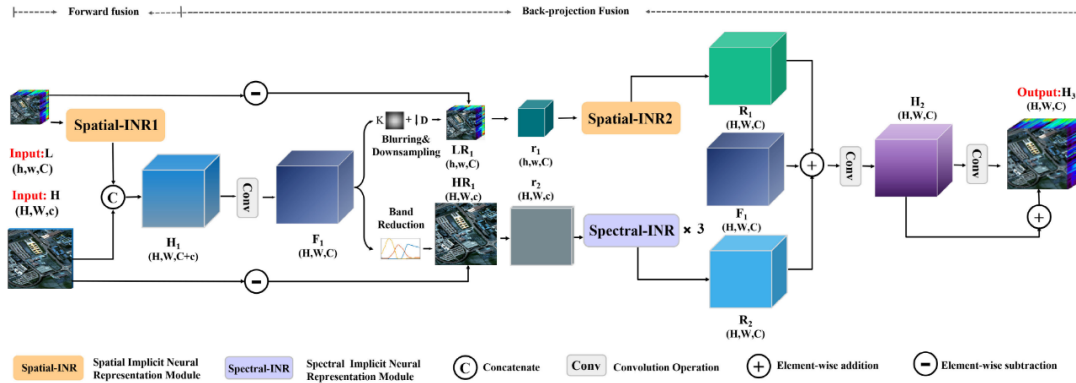 Forward fusion
Back-projection Fusion
Spatial-INR1
Input:L
(h,w,C)
Input: H
(H,W,c)
C
H₁
(H,W,C+c)
Conv
F₁
(H,W,C)
K + ↓ D
Blurring&
Downsampling
Band
Reduction
LR₁
(h,w,C)
HR₁
(H,W,c)
r₁
(h,w,C)
r₂
(H,W,c)
Spatial-INR2
Spectral-INR × 3
R₁
(H,W,C)
F₁
(H,W,C)
R₂
(H,W,C)
Conv
H₂
(H,W,C)
Conv
Output:H₃
(H,W,C)
Spatial-INR
Spatial Implicit Neural
Representation Module
Spectral-INR
Spectral Implicit Neural
Representation Module
C
Concatenate
Conv
Convolution Operation
Element-wise addition
Element-wise subtraction